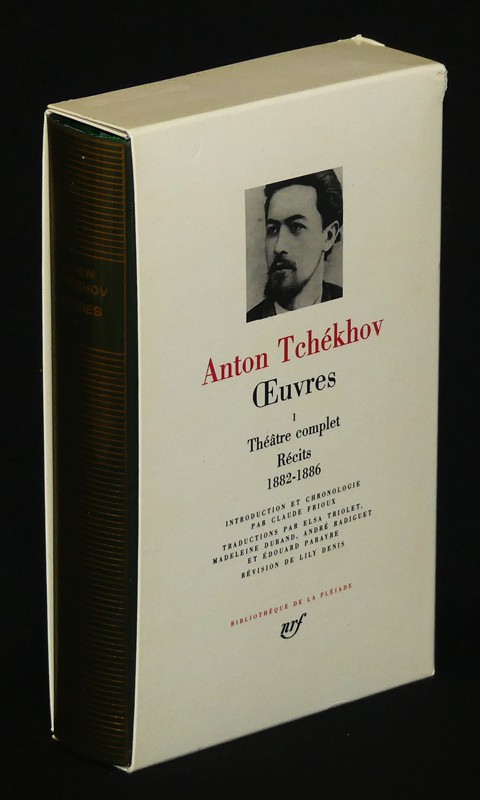 Anton Tchékhov
Œuvres
I
Théâtre complet
Récits
1882-1886
INTRODUCTION ET CHRONOLOGIE
PAR CLAUDE FRIOUX
TRADUCTIONS PAR ELSA TRIOLET,
MADELEINE DURAND, ANDRÉ RADIGUET
ET ÉDOUARD PARAYRE
RÉVISION DE LILY DENIS
BIBLIOTHÈQUE DE LA PLÉIADE
nrf